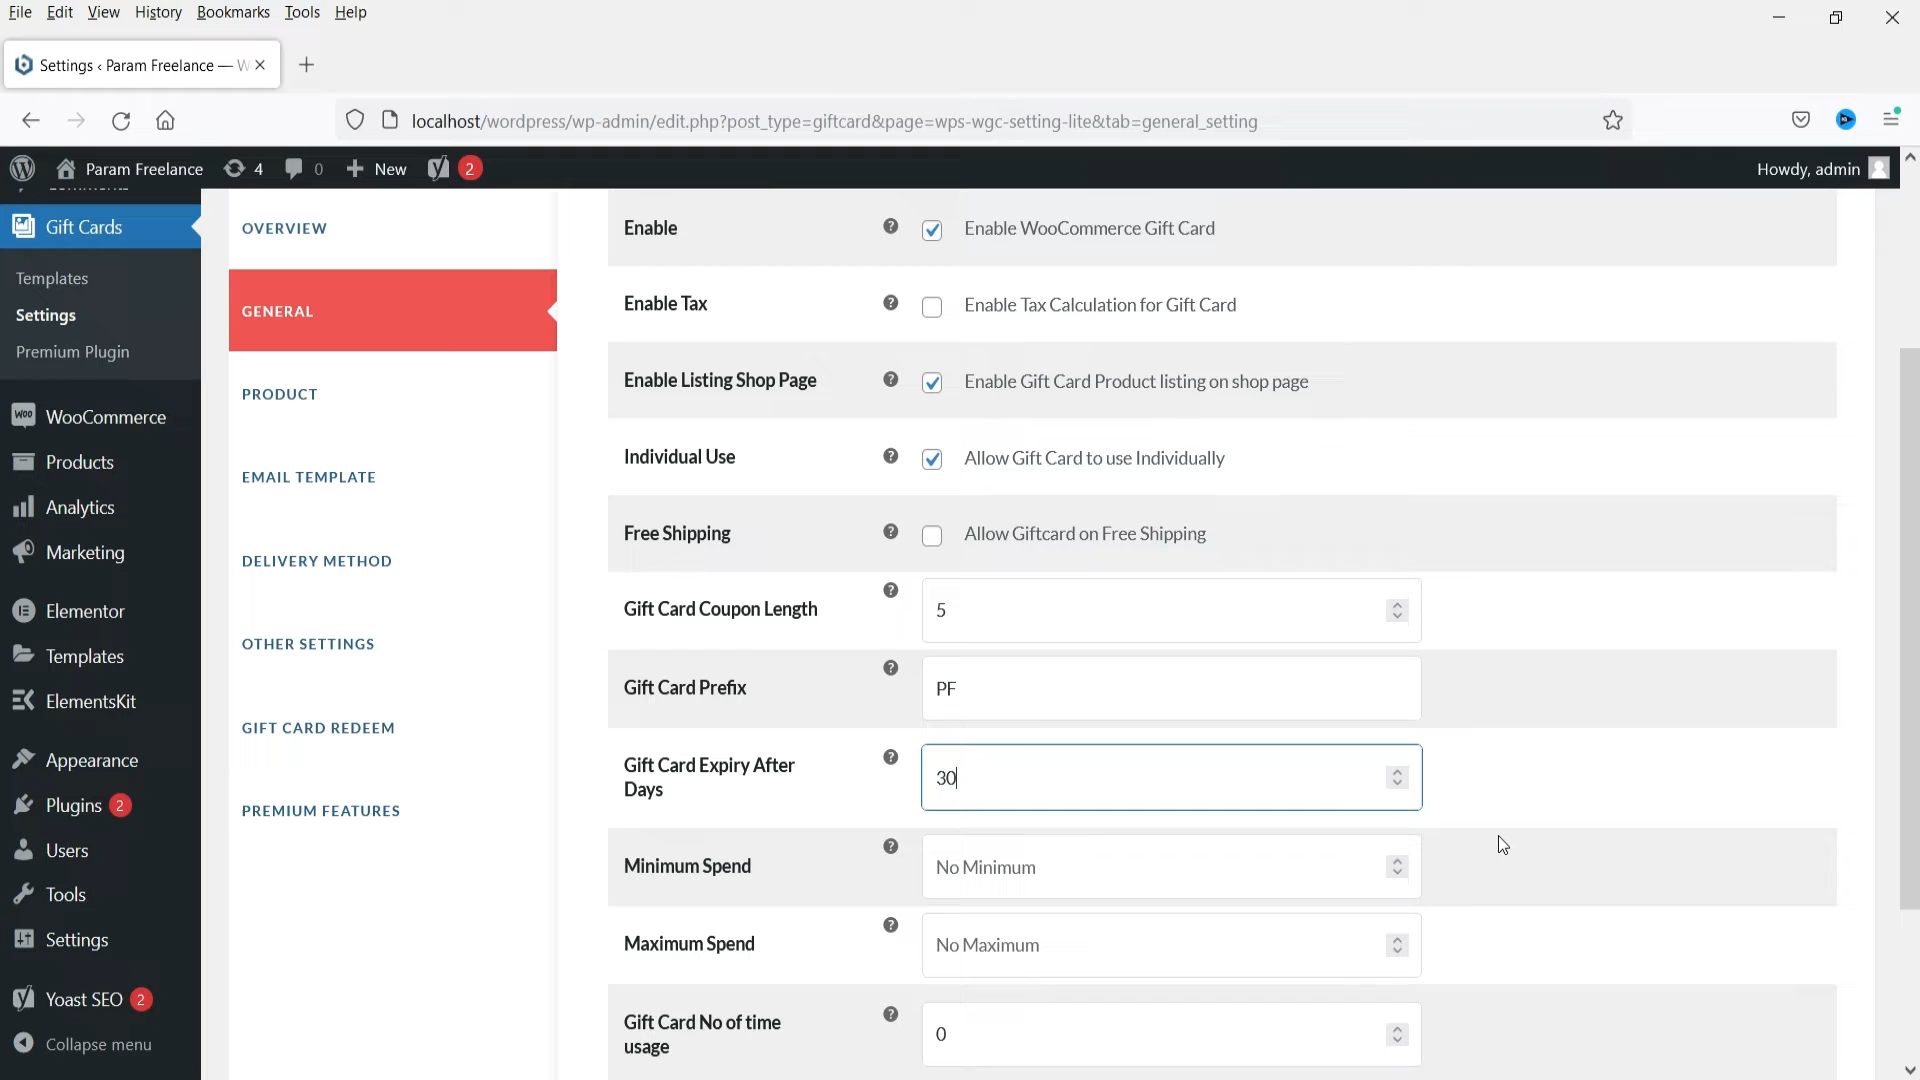 File Edit View History Bookmarks Tools Help
Settings ‹ Param Freelance — W
localhost/wordpress/wp-admin/edit.php?post_type=giftcard&page=wps-wgc-setting-lite&tab=general_setting
Param Freelance 4 0 New 2 Howdy, admin
Gift Cards
Templates
Settings
Premium Plugin
WooCommerce
Products
Analytics
Marketing
Elementor
Templates
ElementsKit
Appearance
Plugins 2
Users
Tools
Settings
Yoast SEO 2
Collapse menu
OVERVIEW
GENERAL
PRODUCT
EMAIL TEMPLATE
DELIVERY METHOD
OTHER SETTINGS
GIFT CARD REDEEM
PREMIUM FEATURES
Enable Enable WooCommerce Gift Card
Enable Tax Enable Tax Calculation for Gift Card
Enable Listing Shop Page Enable Gift Card Product listing on shop page
Individual Use Allow Gift Card to use Individually
Free Shipping Allow Giftcard on Free Shipping
Gift Card Coupon Length 5
Gift Card Prefix PF
Gift Card Expiry After
Days
30
Minimum Spend No Minimum
Maximum Spend No Maximum
Gift Card No of time
usage
0